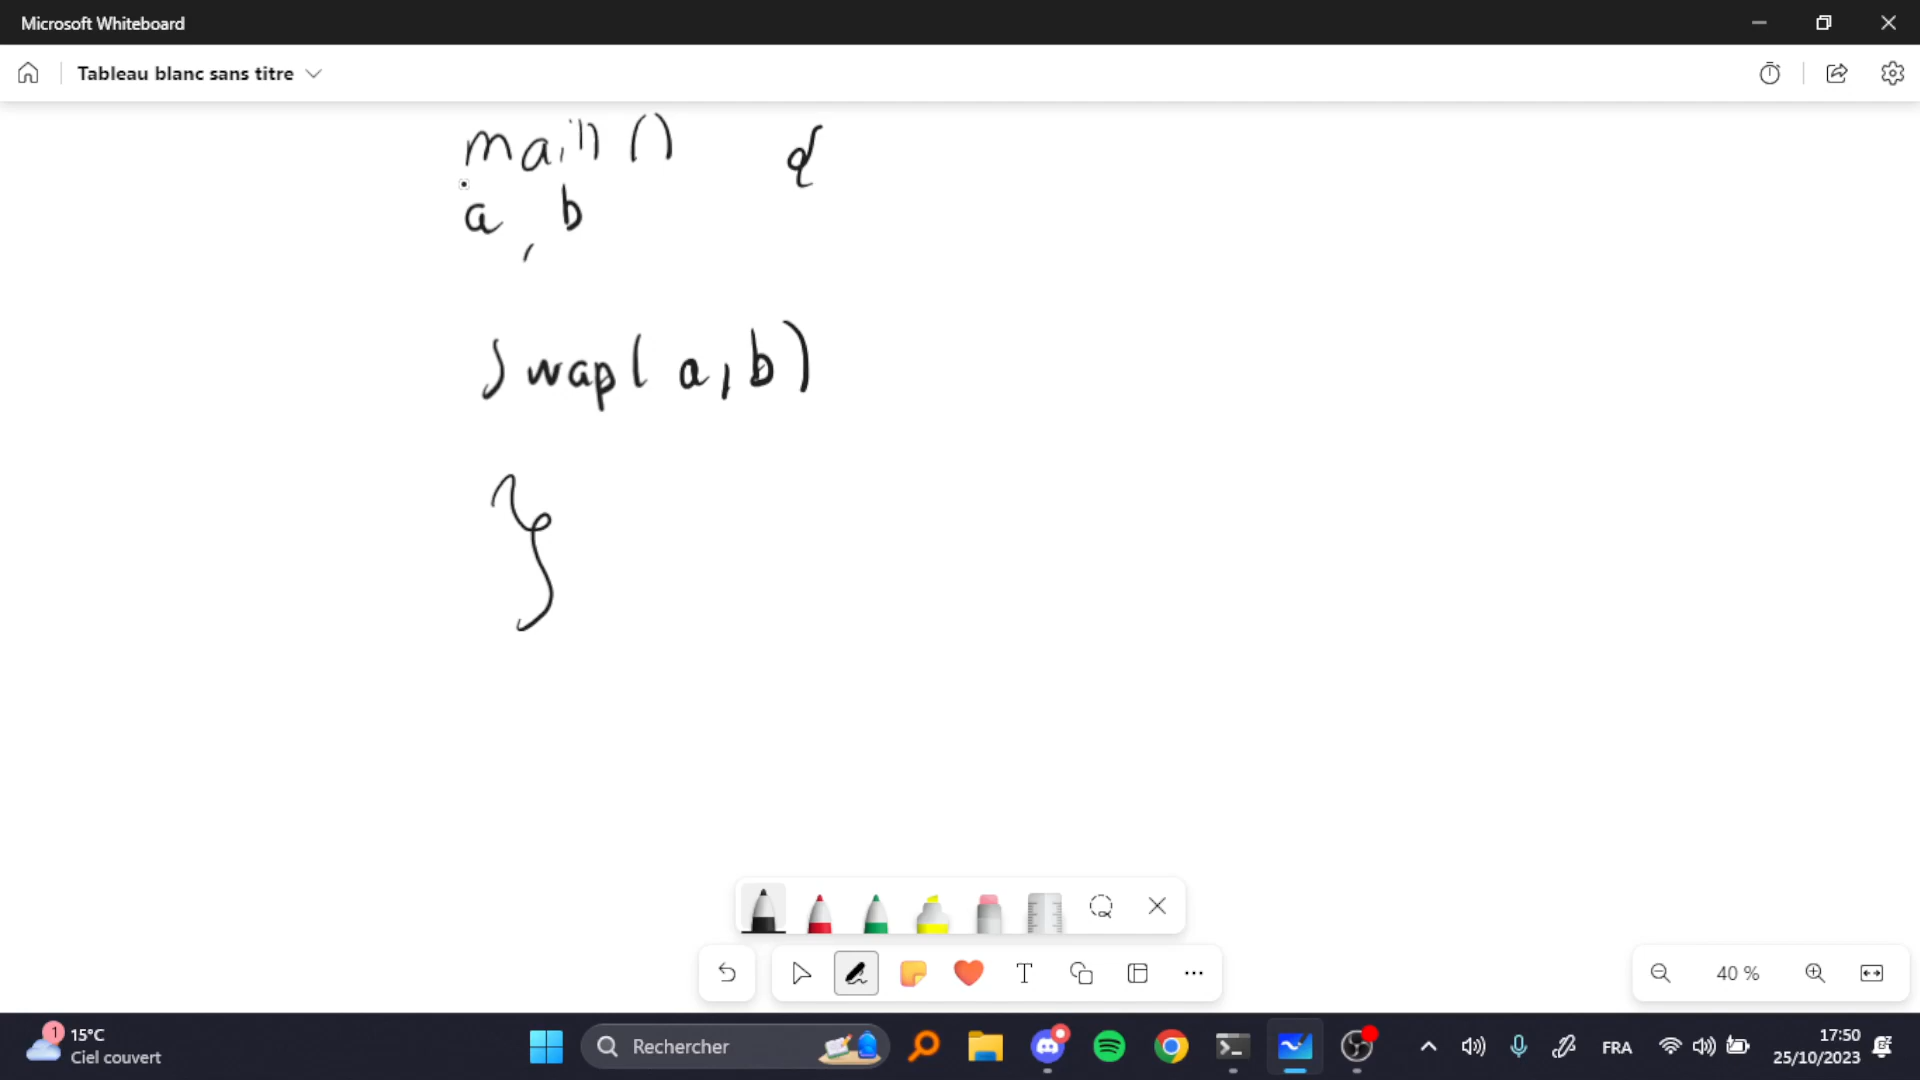 Microsoft Whiteboard
Tableau blanc sans titre
main() {
a, b
swap(a,b)
}
T
40 %
1
15°C
Ciel couvert
Rechercher
FRA
17:50
25/10/2023